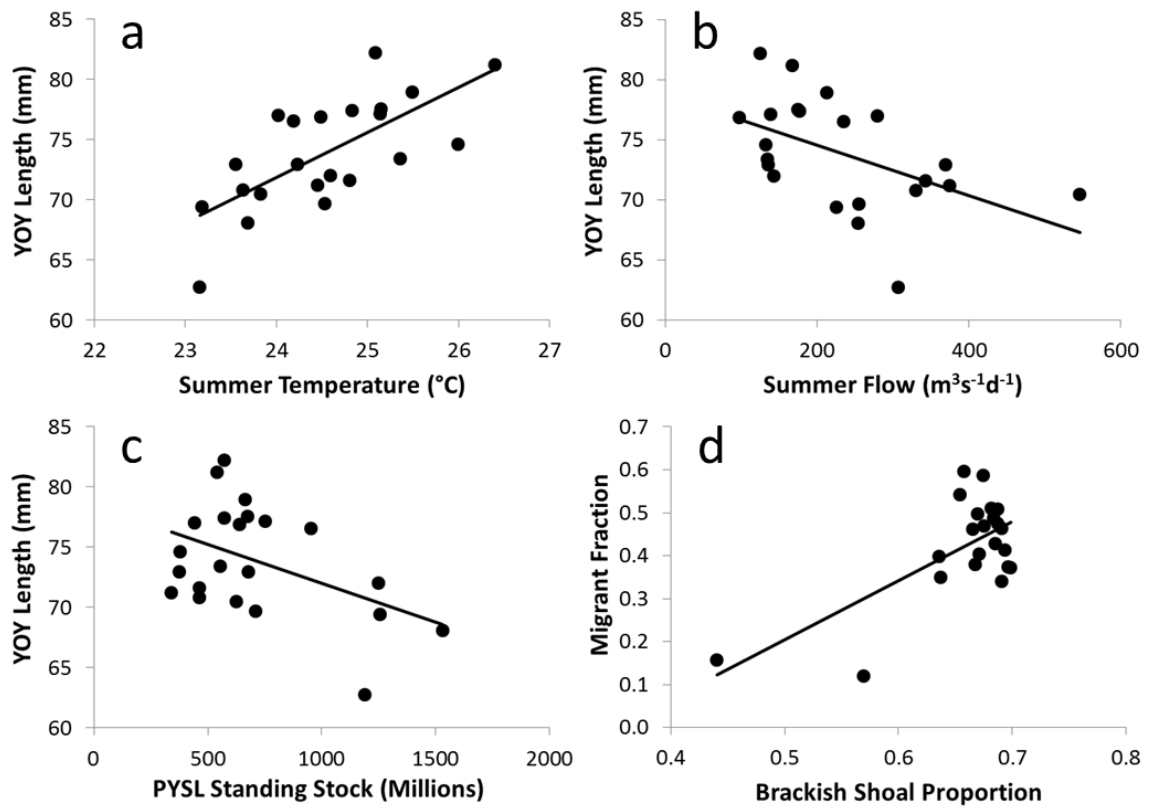 a
85
80
75
70
65
60
YOY Length (mm)
22 23 24 25 26 27
Summer Temperature (°C)
b
85
80
75
70
65
60
YOY Length (mm)
0 200 400 600
Summer Flow (m³s⁻¹d⁻¹)
c
85
80
75
70
65
60
YOY Length (mm)
0 500 1000 1500 2000
PYSL Standing Stock (Millions)
d
0.7
0.6
0.5
0.4
0.3
0.2
0.1
0.0
Migrant Fraction
0.4 0.5 0.6 0.7 0.8
Brackish Shoal Proportion